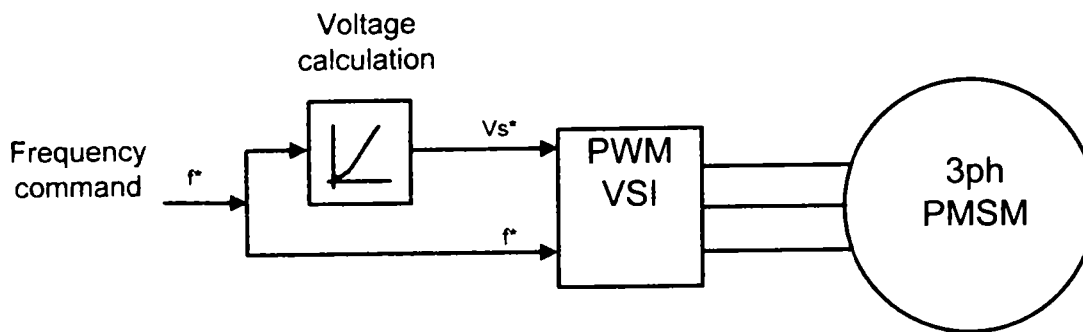 Voltage
calculation
Frequency
command
f*
Vs*
f*
PWM
VSI
3ph
PMSM